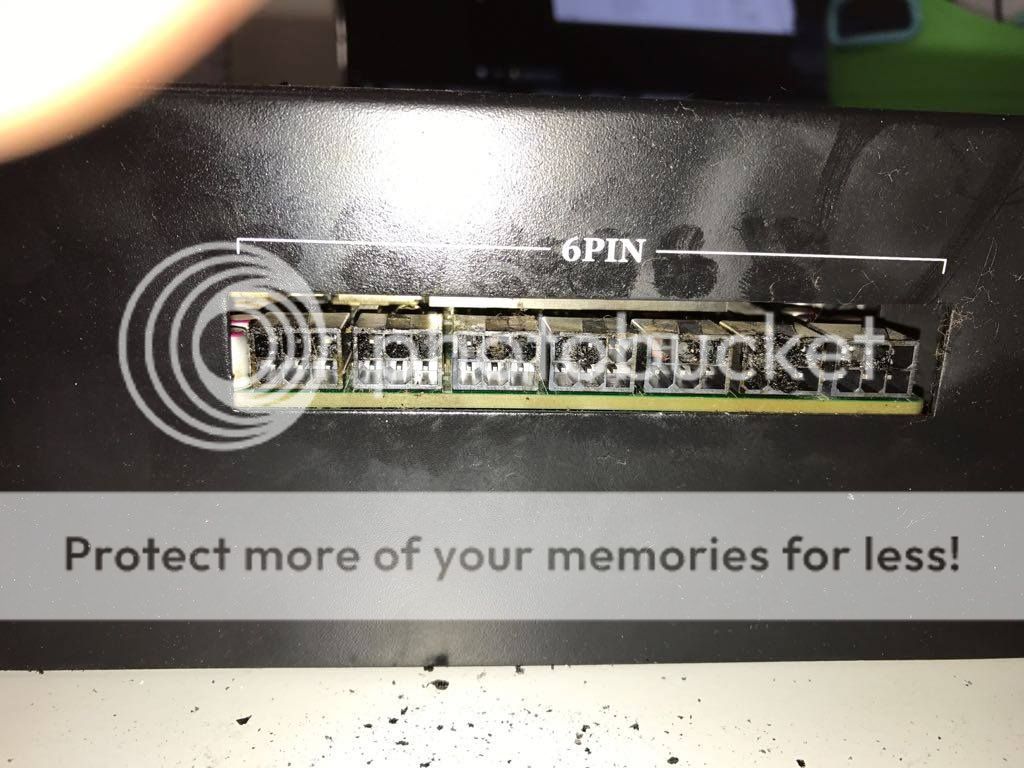 6PIN
photobucket
Protect more of your memories for less!